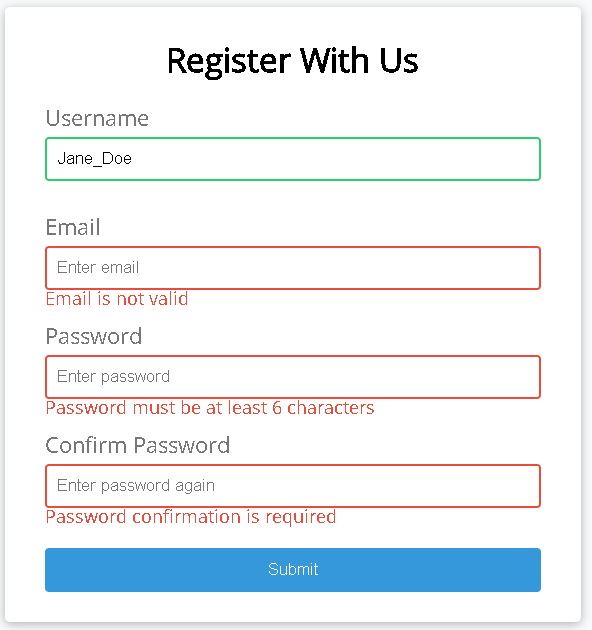 Register With Us
Username
Jane_Doe
Email
Enter email
Email is not valid
Password
Enter password
Password must be at least 6 characters
Confirm Password
Enter password again
Password confirmation is required
Submit